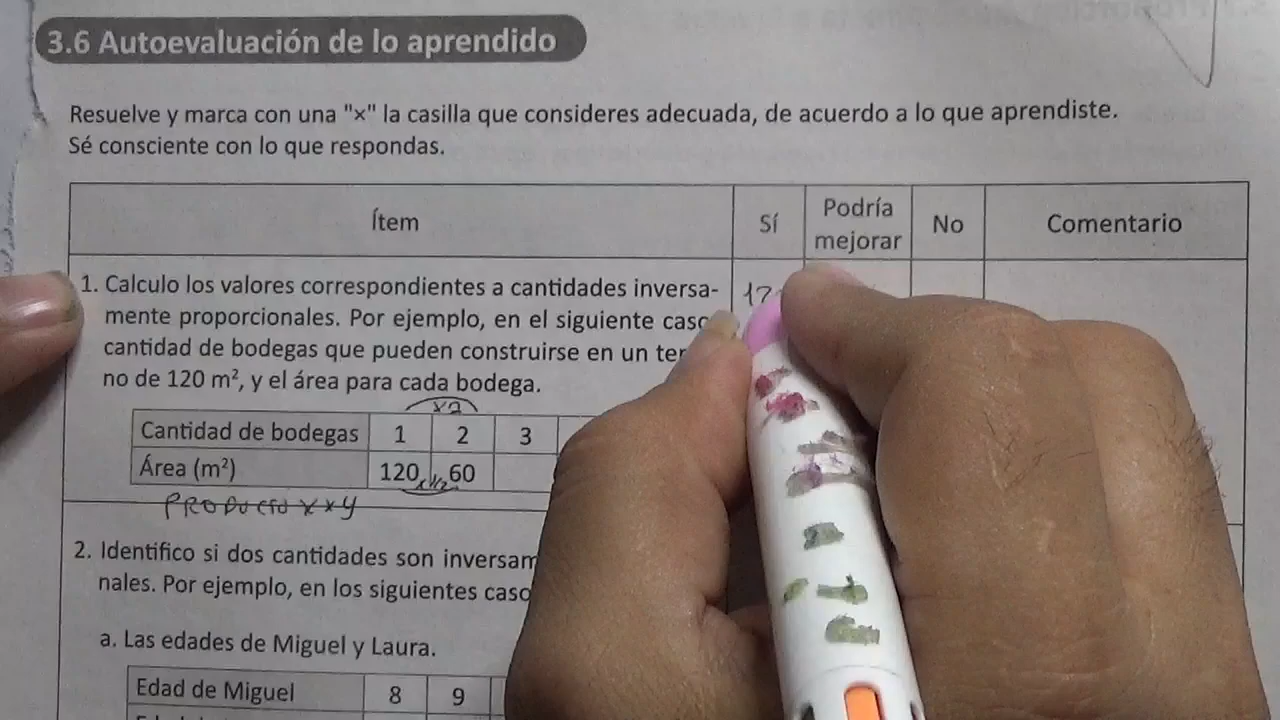 3.6 Autoevaluación de lo aprendido
Resuelve y marca con una "×" la casilla que consideres adecuada, de acuerdo a lo que aprendiste.
Sé consciente con lo que respondas.
Ítem Sí Podría mejorar No Comentario
1. Calculo los valores correspondientes a cantidades inversa-
mente proporcionales. Por ejemplo, en el siguiente caso
cantidad de bodegas que pueden construirse en un
no de 120 m², y el área para cada bodega.
×2
Cantidad de bodegas 1 2 3
Área (m²) 120 60
PRODUCTO X×Y
2. Identifico si dos cantidades son
nales. Por ejemplo, en los siguientes
a. Las edades de Miguel y Laura.
Edad de Miguel 8 9